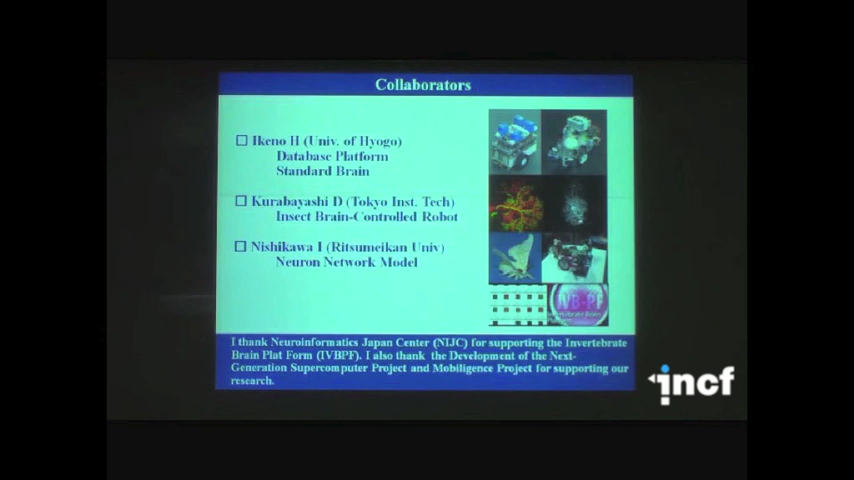 Collaborators
Ikeno H (Univ. of Hyogo)
Database Platform
Standard Brain
Kurabayashi D (Tokyo Inst. Tech)
Insect Brain-Controlled Robot
Nishikawa I (Ritsumeikan Univ)
Neuron Network Model
IVB-PF
Invertebrate Brain
I thank Neuroinformatics Japan Center (NIJC) for supporting the Invertebrate
Brain Plat Form (IVBPF). I also thank the Development of the Next-
Generation Supercomputer Project and Mobiligence Project for supporting our
research.
incf